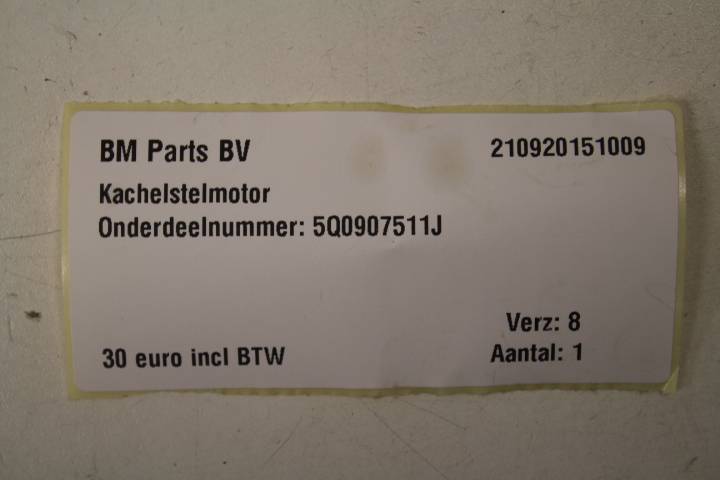 BM Parts BV 210920151009
Kachelstelmotor
Onderdeelnummer: 5Q0907511J
Verz: 8
30 euro incl BTW Aantal: 1